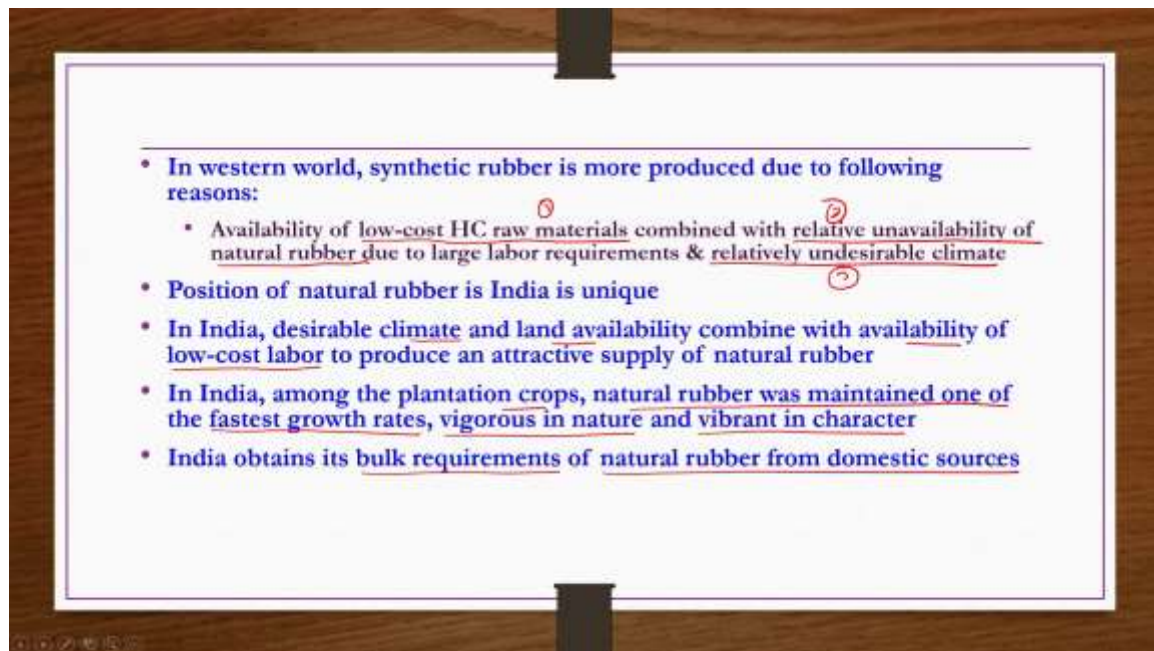 • In western world, synthetic rubber is more produced due to following
reasons:
• Availability of low-cost HC raw materials combined with relative unavailability of
natural rubber due to large labor requirements & relatively undesirable climate
• Position of natural rubber is India is unique
• In India, desirable climate and land availability combine with availability of
low-cost labor to produce an attractive supply of natural rubber
• In India, among the plantation crops, natural rubber was maintained one of
the fastest growth rates, vigorous in nature and vibrant in character
• India obtains its bulk requirements of natural rubber from domestic sources